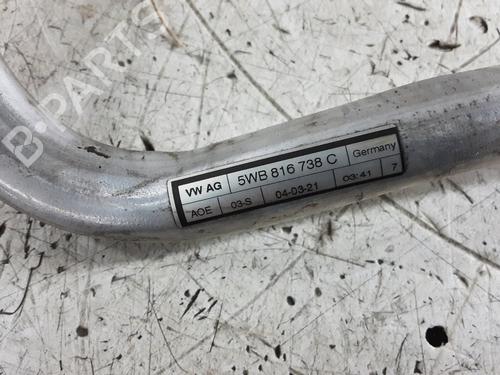 B-PARTS
VW AG 5WB 816 738 C Germany
AOE 03-S 04-03-21 03:41 7